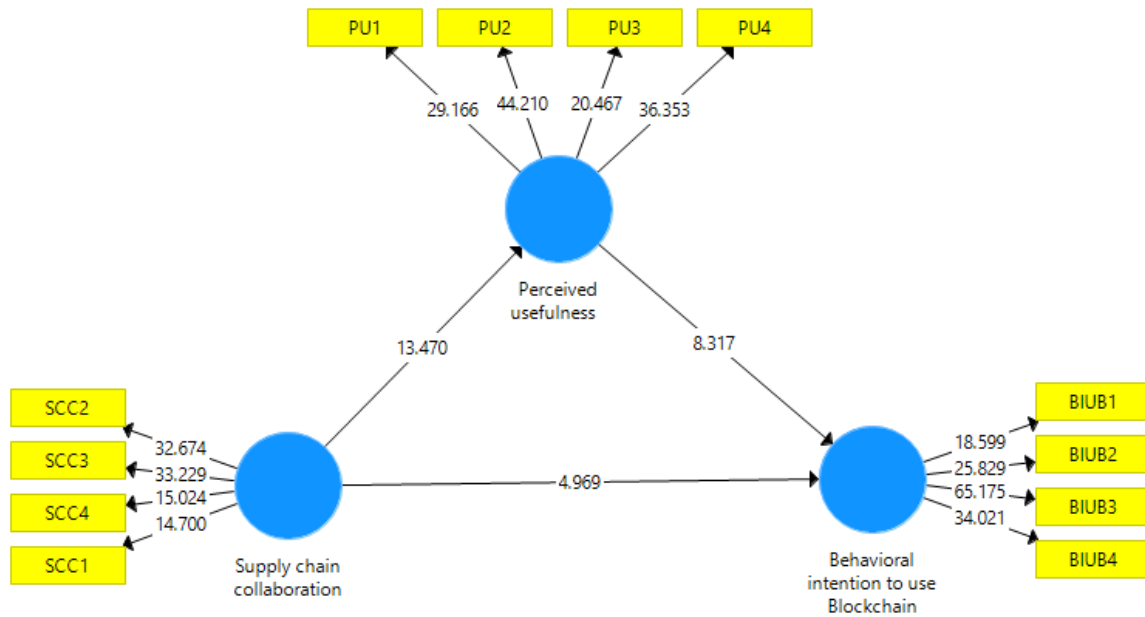 PU1
PU2
PU3
PU4
29.166
44.210
20.467
36.353
Perceived
usefulness
13.470
8.317
SCC2
SCC3
SCC4
SCC1
32.674
33.229
15.024
14.700
4.969
BIUB1
BIUB2
BIUB3
BIUB4
18.599
25.829
65.175
34.021
Supply chain
collaboration
Behavioral
intention to use
Blockchain